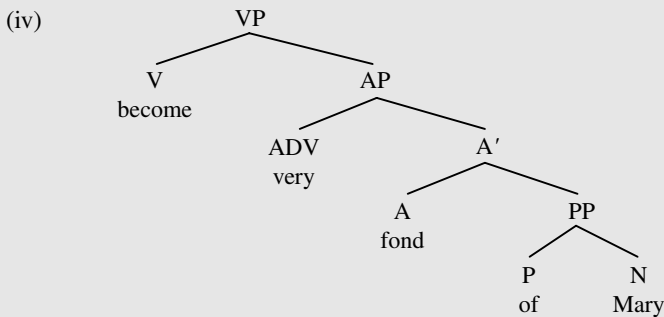 (iv) VP
V AP
become
ADV A′
very
A PP
fond
P N
of Mary